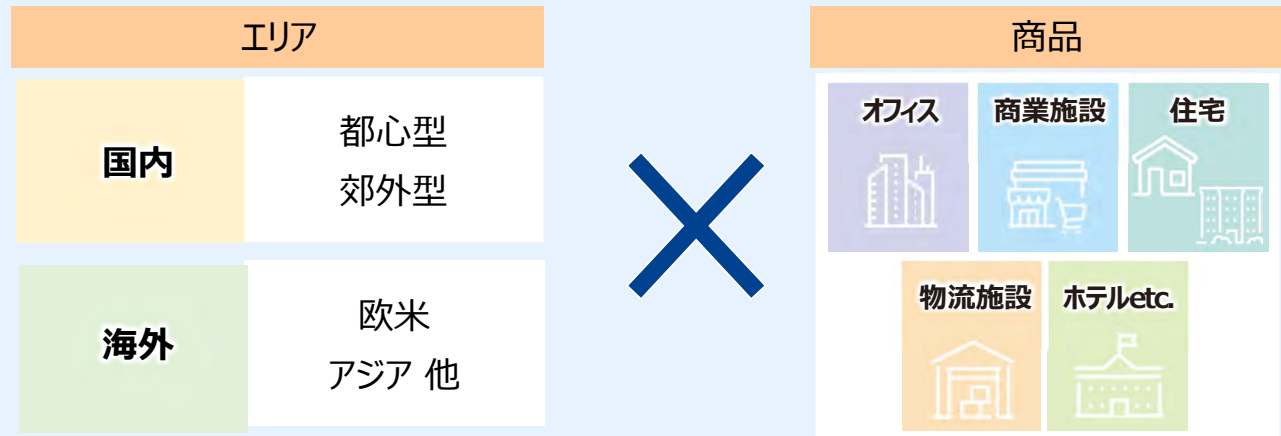 エリア
国内
都心型
郊外型
海外
欧米
アジア 他
商品
オフィス
商業施設
住宅
物流施設
ホテルetc.